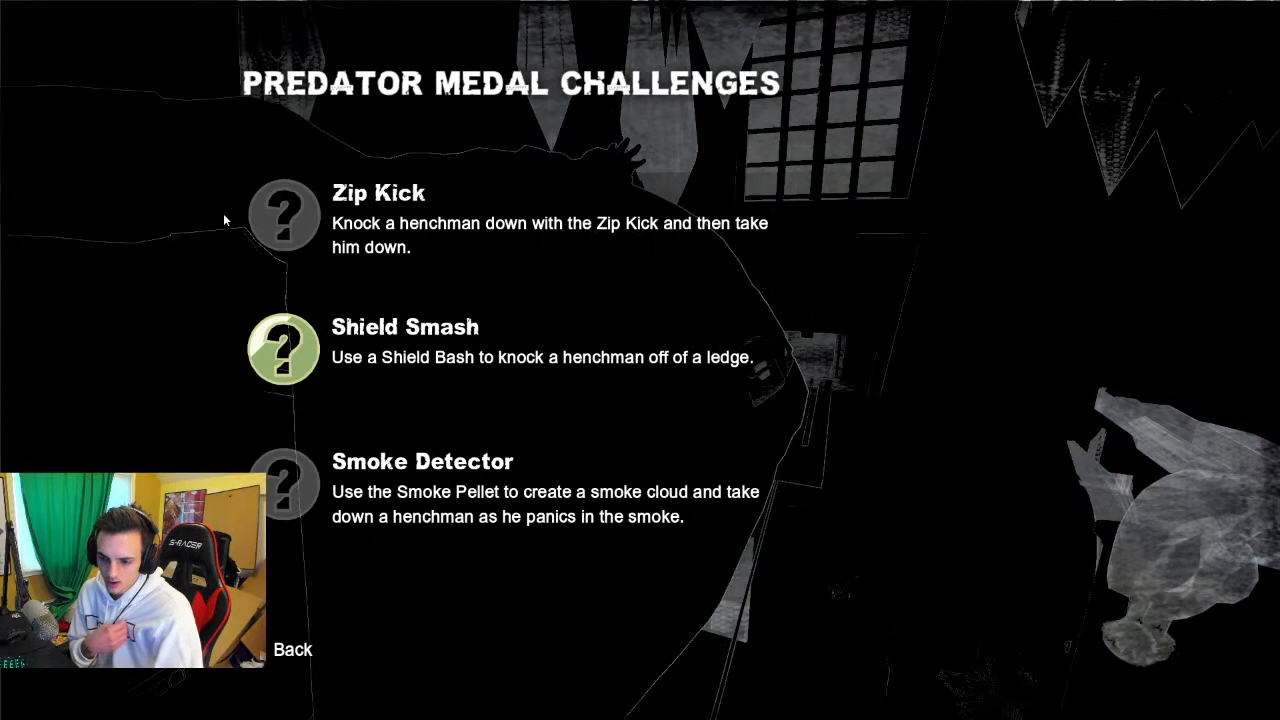 PREDATOR MEDAL CHALLENGES
Zip Kick
Knock a henchman down with the Zip Kick and then take
him down.
Shield Smash
Use a Shield Bash to knock a henchman off of a ledge.
Smoke Detector
Use the Smoke Pellet to create a smoke cloud and take
down a henchman as he panics in the smoke.
S-RACER
Back